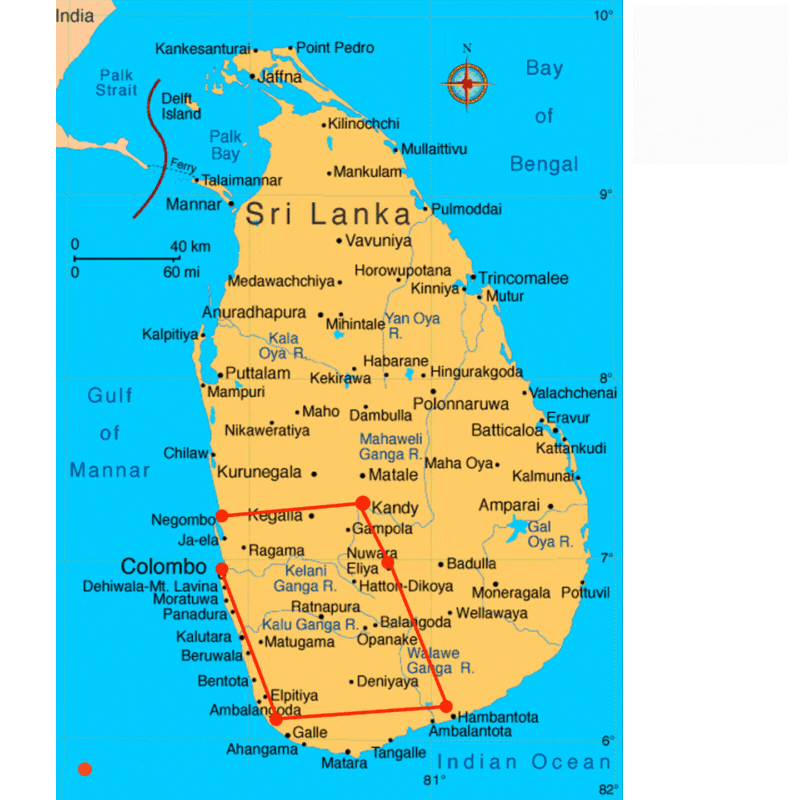 India
10°
Kankesanturai
Point Pedro
N
Palk
Strait
Jaffna
Bay
of
Bengal
Delft
Island
Kilinochchi
Palk
Bay
Mullaittivu
Ferry
Mankulam
Talaimannar
9°
Mannar
Sri Lanka
Pulmoddai
0 40 km
0 60 mi
Vavuniya
Horowupotana
Trincomalee
Medawachchiya
Kinniya
Mutur
Anuradhapura
Mihintale
Yan Oya
R.
Kalpitiya
Kala
Oya R.
Habarane
Puttalam
Kekirawa
Hingurakgoda
8°
Mampuri
Valachchenai
Gulf
of
Mannar
Maho
Dambulla
Polonnaruwa
Eravur
Nikaweratiya
Batticaloa
Kattankudi
Mahaweli
Ganga R.
Chilaw
Maha Oya
Kurunegala
Matale
Kalmunai
Kandy
Amparai
Negombo
Kegalla
Gampola
Gal
Oya R.
Ja-ela
Ragama
Nuwara
Eliya
7°
Colombo
Badulla
Kelani
Ganga R.
Dehiwala-Mt. Lavina
Hatton-Dikoya
Moneragala
Pottuvil
Moratuwa
Ratnapura
Panadura
Wellawaya
Kalu Ganga R.
Balangoda
Kalutara
Matugama
Opanake
Beruwala
Walawe
Ganga R.
Bentota
Deniyaya
Elpitiya
Ambalangoda
Hambantota
Galle
Ambalantota
6°
Ahangama
Tangalle
Matara
Indian Ocean
81°
82°